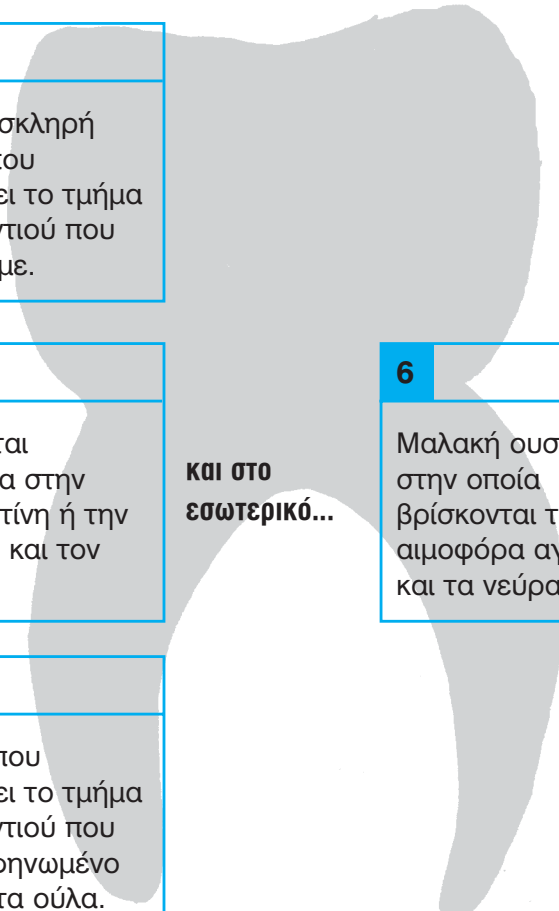 σκληρή
που
ει το τμήμα
ντιού που
με.
ται
α στην
τίνη ή την
και τον
που
ει το τμήμα
ντιού που
ρηνωμένο
τα ούλα.
και στο
εσωτερικό...
6
Μαλακή ουσ
στην οποία
βρίσκονται τ
αιμοφόρα αγ
και τα νεύρα